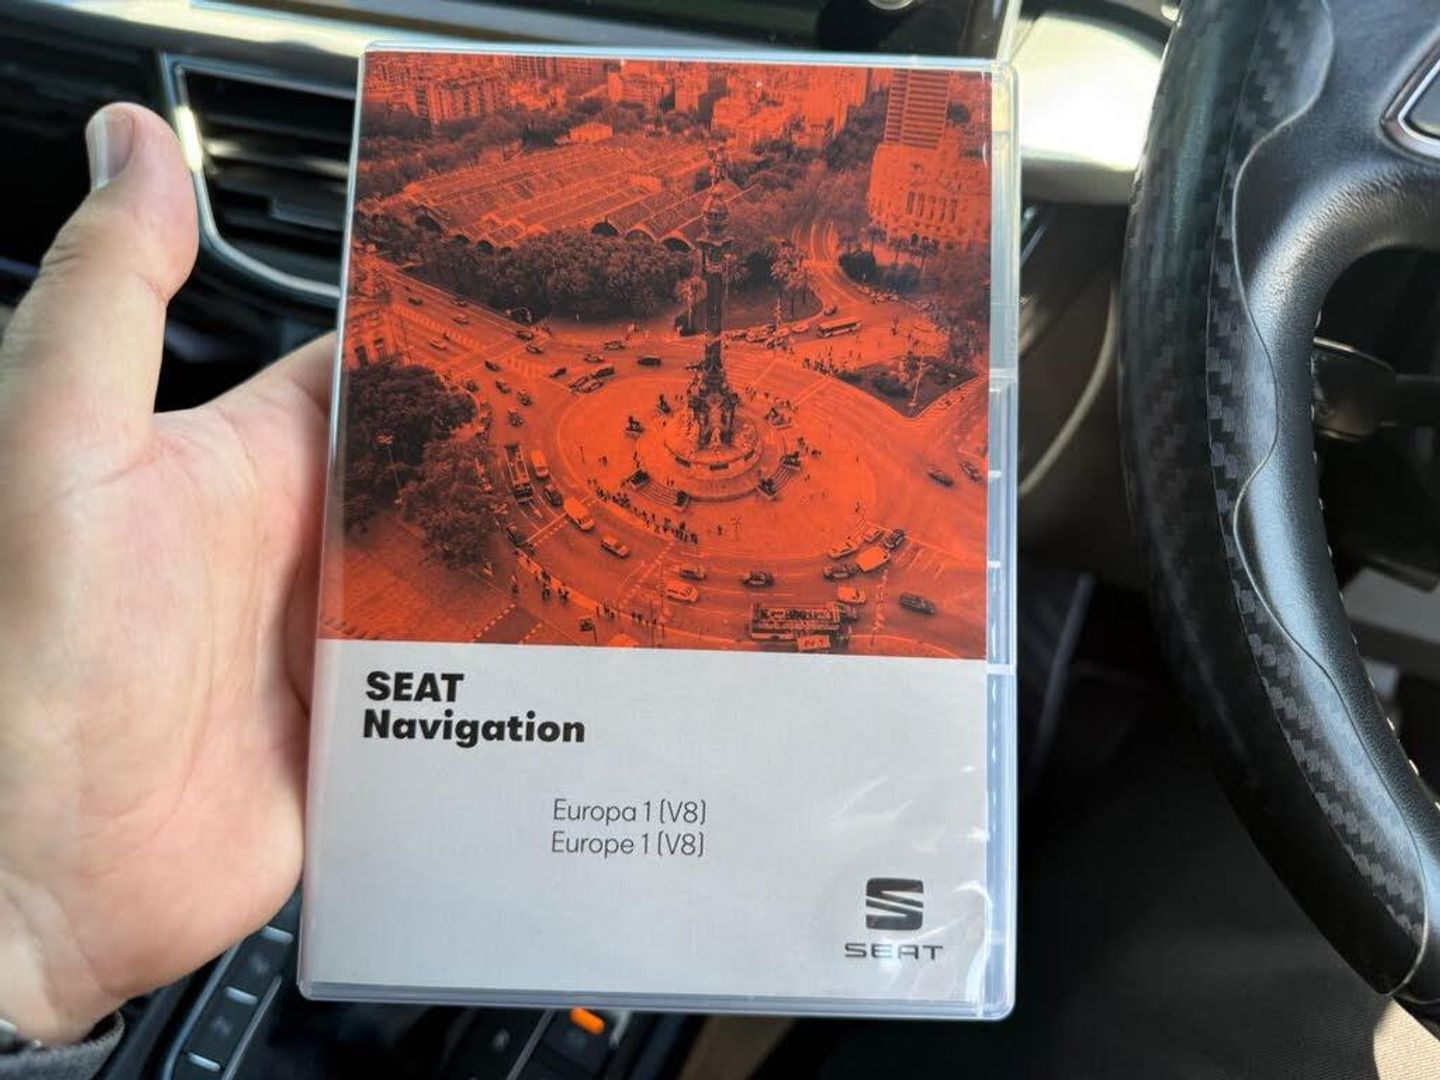 SEAT
Navigation
Europa 1 (V8)
Europe 1 (V8)
SEAT